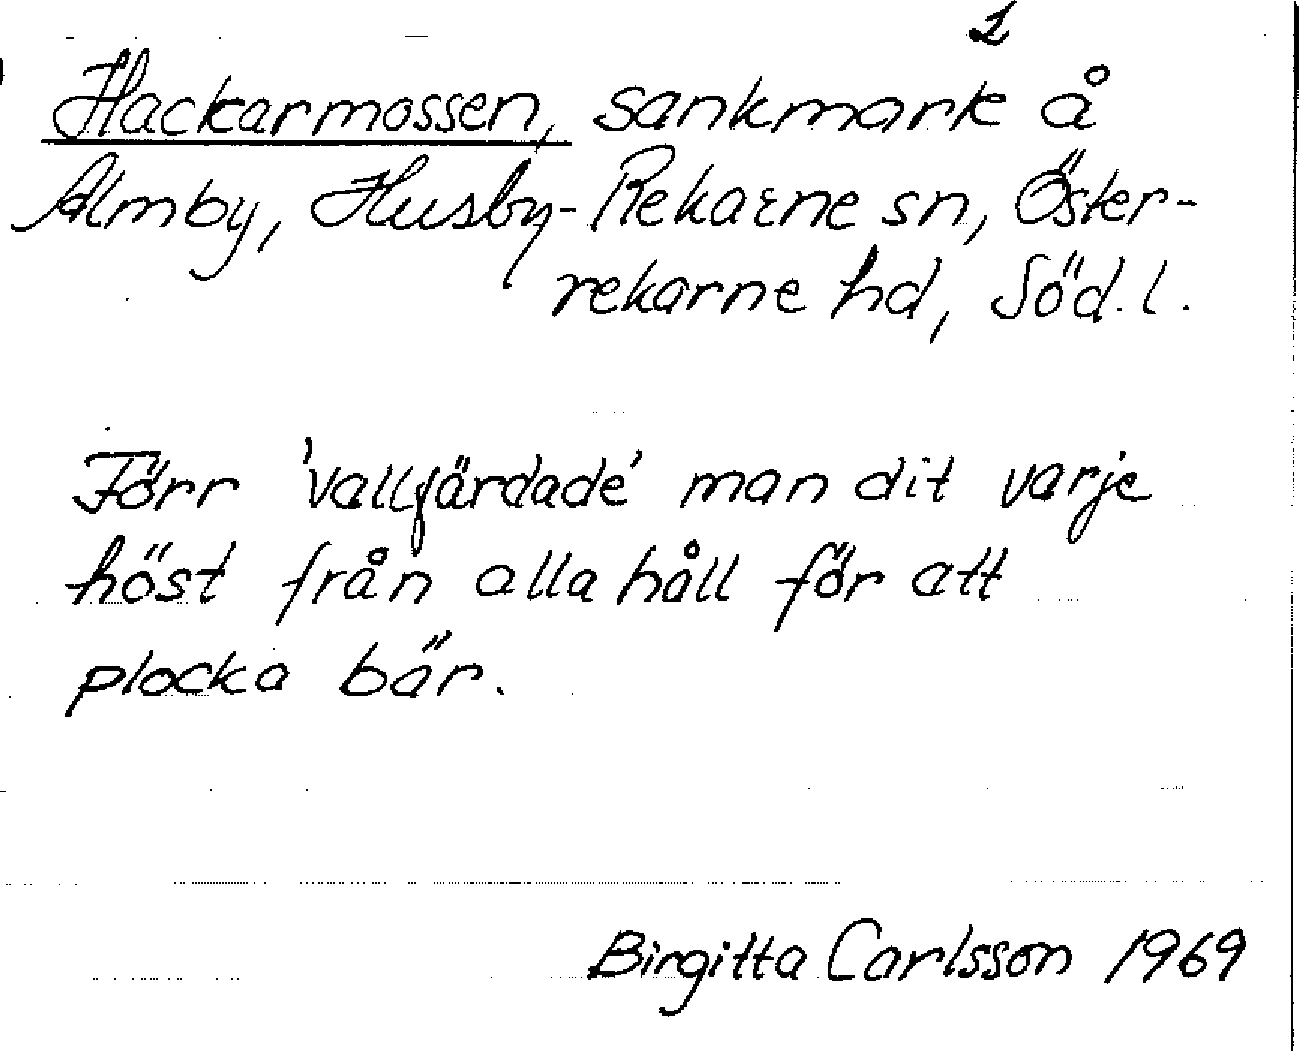 1
Hackarmossen, sankmark å
Almby, Husby-Rekarne sn, Öster-
rekarne hd, Söd.l.
Förr 'vallfärdade' man dit varje
höst från alla håll för att
plocka bär.
Birgitta Carlsson 1969